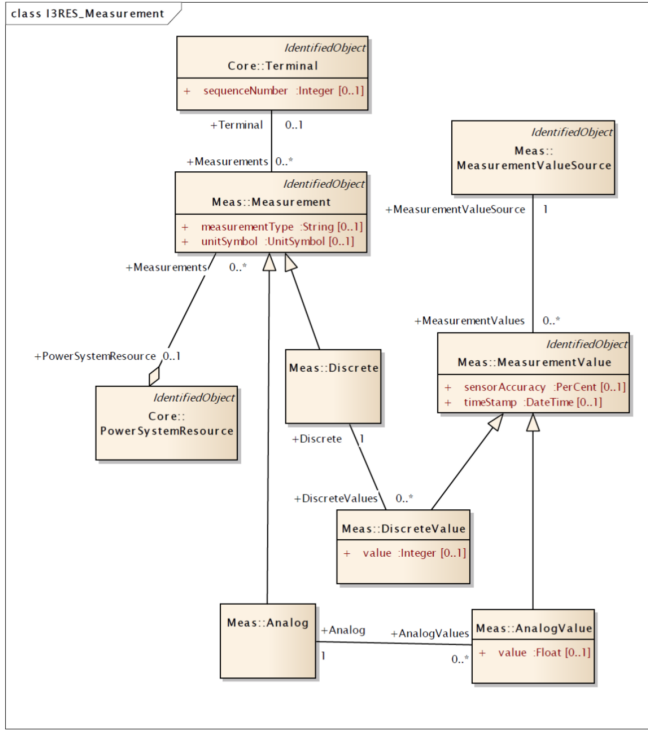 class I3RES_Measurement
IdentifiedObject
Core::Terminal
+ sequenceNumber :Integer [0..1]
+Terminal 0..1
+Measurements 0..*
IdentifiedObject
Meas::Measurement
+ measurementType :String [0..1]
+ unitSymbol :UnitSymbol [0..1]
+Measurements 0..*
+PowerSystemResource 0..1
IdentifiedObject
Core::
PowerSystemResource
IdentifiedObject
Meas::
MeasurementValueSource
+MeasurementValueSource 1
+MeasurementValues 0..*
IdentifiedObject
Meas::MeasurementValue
+ sensorAccuracy :PerCent [0..1]
+ timeStamp :DateTime [0..1]
Meas::Discrete
+Discrete 1
+DiscreteValues 0..*
Meas::DiscreteValue
+ value :Integer [0..1]
Meas::Analog
+Analog
1
+AnalogValues
0..*
Meas::AnalogValue
+ value :Float [0..1]